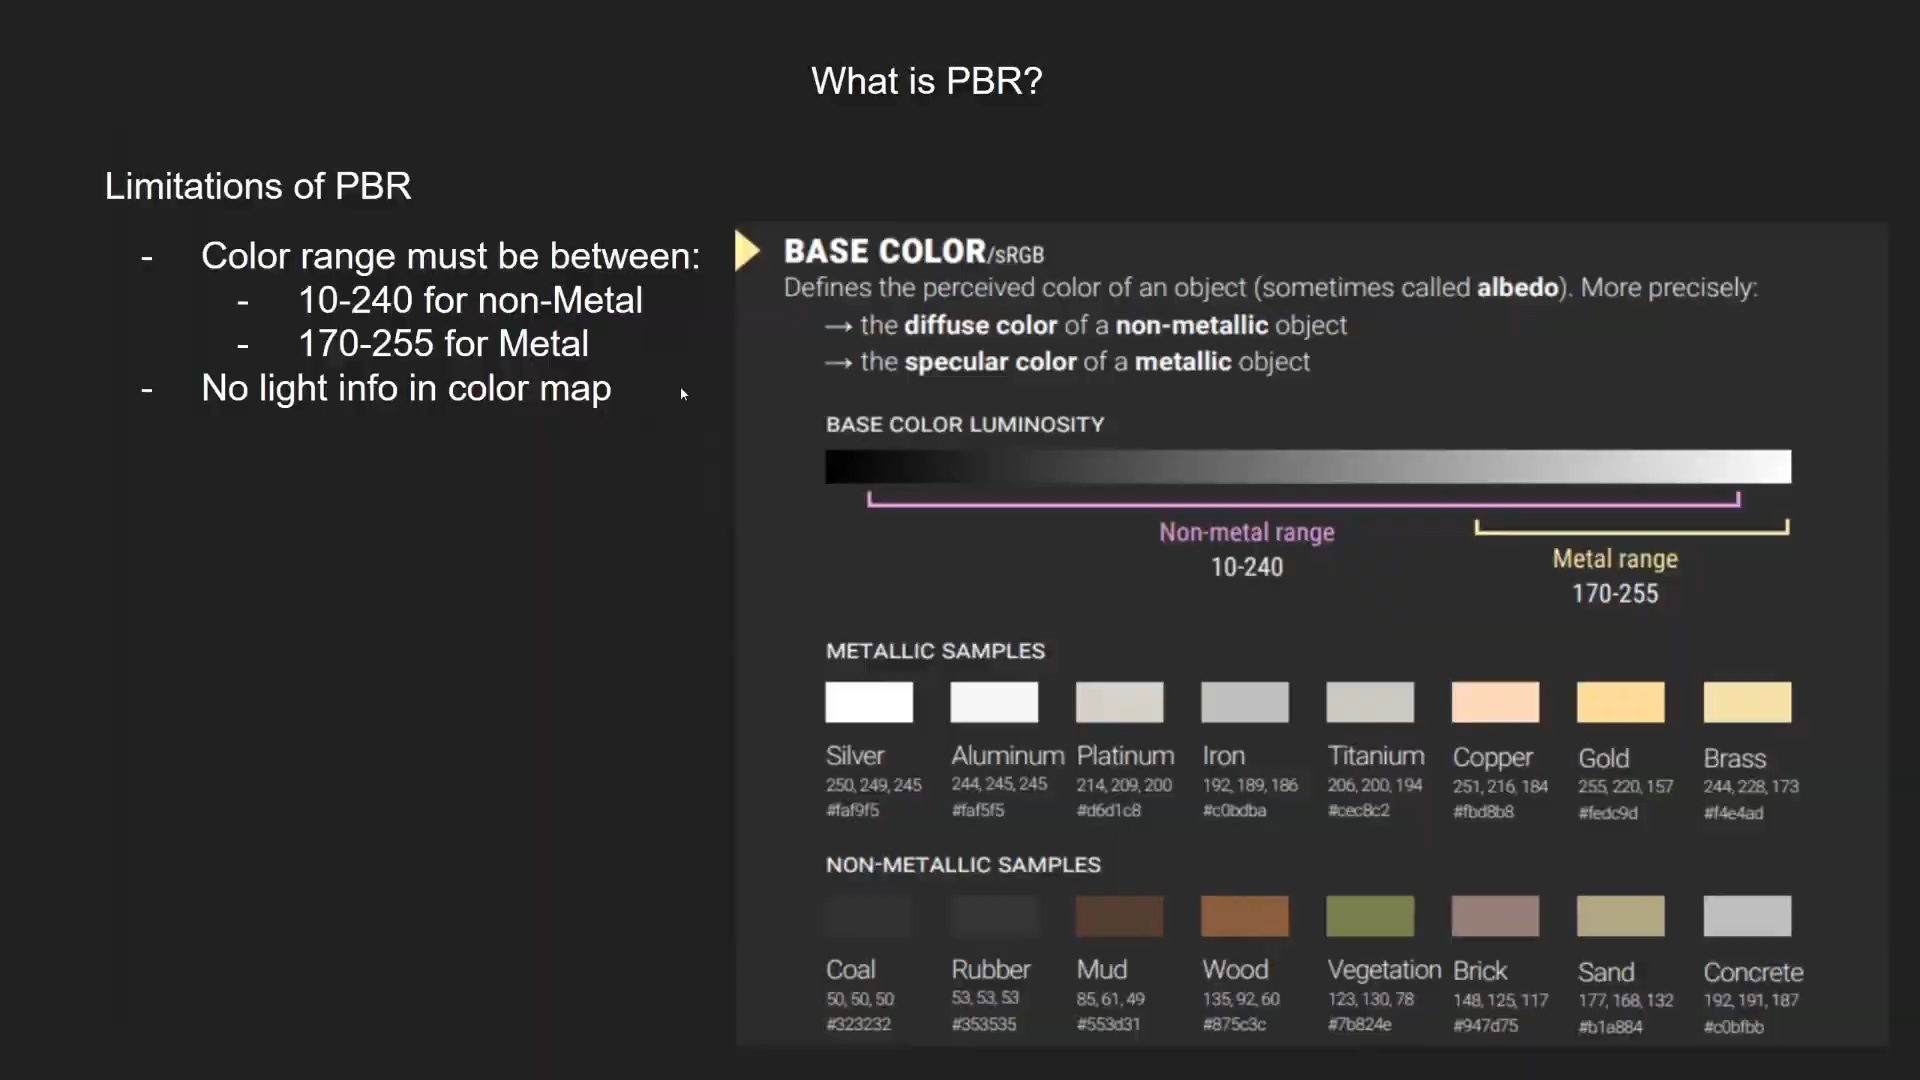 What is PBR?
Limitations of PBR
- Color range must be between:
- 10-240 for non-Metal
- 170-255 for Metal
- No light info in color map
BASE COLOR/sRGB
Defines the perceived color of an object (sometimes called albedo). More precisely:
→ the diffuse color of a non-metallic object
→ the specular color of a metallic object
BASE COLOR LUMINOSITY
Non-metal range
10-240
Metal range
170-255
METALLIC SAMPLES
Silver Aluminum Platinum Iron Titanium Copper Gold Brass
250, 249, 245 244, 245, 245 214, 209, 200 192, 189, 186 206, 200, 194 251, 216, 184 255, 220, 157 244, 228, 173
#faf9f5 #faf5f5 #d6d1c8 #c0bdba #cec8c2 #fbd8b8 #fedc9d #f4e4ad
NON-METALLIC SAMPLES
Coal Rubber Mud Wood Vegetation Brick Sand Concrete
50, 50, 50 53, 53, 53 85, 61, 49 135, 92, 60 123, 130, 78 148, 125, 117 177, 168, 132 192, 191, 187
#323232 #353535 #553d31 #875c3c #7b824e #947d75 #b1a884 #c0bfbb